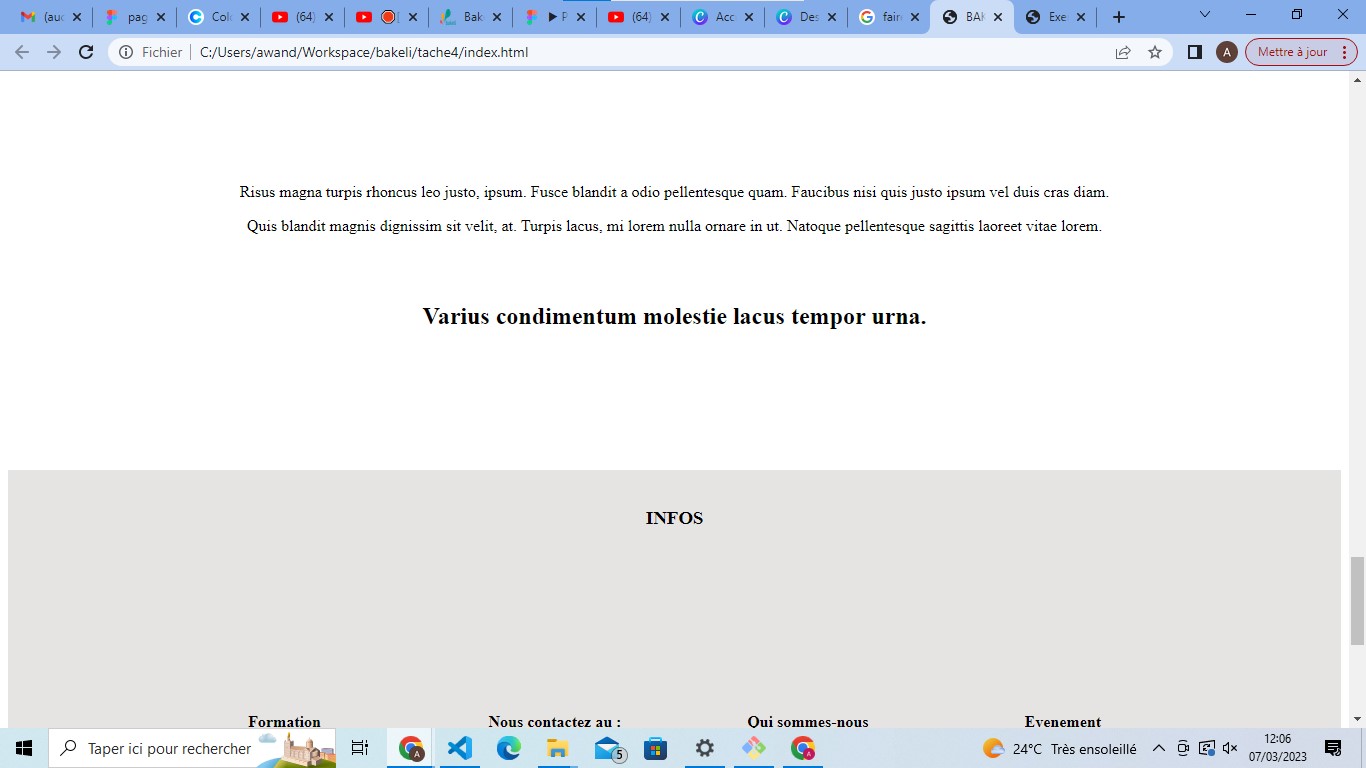 (auc
pag
Colo
(64)
Bak
P
(64)
Acc
Des
fair
BAK
Exe
Fichier
C:/Users/awand/Workspace/bakeli/tache4/index.html
A
Mettre à jour
Risus magna turpis rhoncus leo justo, ipsum. Fusce blandit a odio pellentesque quam. Faucibus nisi quis justo ipsum vel duis cras diam.
Quis blandit magnis dignissim sit velit, at. Turpis lacus, mi lorem nulla ornare in ut. Natoque pellentesque sagittis laoreet vitae lorem.
Varius condimentum molestie lacus tempor urna.
INFOS
Formation
Nous contactez au :
Qui sommes-nous
Evenement
Taper ici pour rechercher
5
24°C Très ensoleillé
12:06
07/03/2023